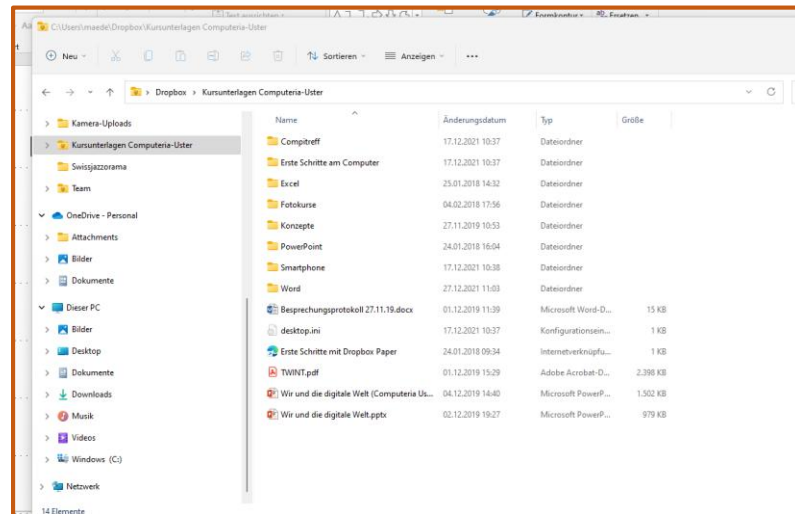 Text ausrichten
Formkontur
Ersetzen
C:\Users\maede\Dropbox\Kursunterlagen Computeria-Uster
Neu
Sortieren
Anzeigen
Dropbox > Kursunterlagen Computeria-Uster
Kamera-Uploads
Kursunterlagen Computeria-Uster
Swissjazzorama
Team
OneDrive - Personal
Attachments
Bilder
Dokumente
Dieser PC
Bilder
Desktop
Dokumente
Downloads
Musik
Videos
Windows (C:)
Netzwerk
Name Änderungsdatum Typ Größe
Compitreff 17.12.2021 10:37 Dateiordner
Erste Schritte am Computer 17.12.2021 10:37 Dateiordner
Excel 25.01.2018 14:32 Dateiordner
Fotokurse 04.02.2018 17:56 Dateiordner
Konzepte 27.11.2019 10:53 Dateiordner
PowerPoint 24.01.2018 16:04 Dateiordner
Smartphone 17.12.2021 10:38 Dateiordner
Word 27.12.2021 11:03 Dateiordner
Besprechungsprotokoll 27.11.19.docx 01.12.2019 11:39 Microsoft Word-D... 15 KB
desktop.ini 17.12.2021 10:37 Konfigurationsein... 1 KB
Erste Schritte mit Dropbox Paper 24.01.2018 09:34 Internetverknüpfu... 1 KB
TWINT.pdf 01.12.2019 15:29 Adobe Acrobat-D... 2.398 KB
Wir und die digitale Welt (Computeria Us... 04.12.2019 14:40 Microsoft PowerP... 1.502 KB
Wir und die digitale Welt.pptx 02.12.2019 19:27 Microsoft PowerP... 979 KB
14 Elemente